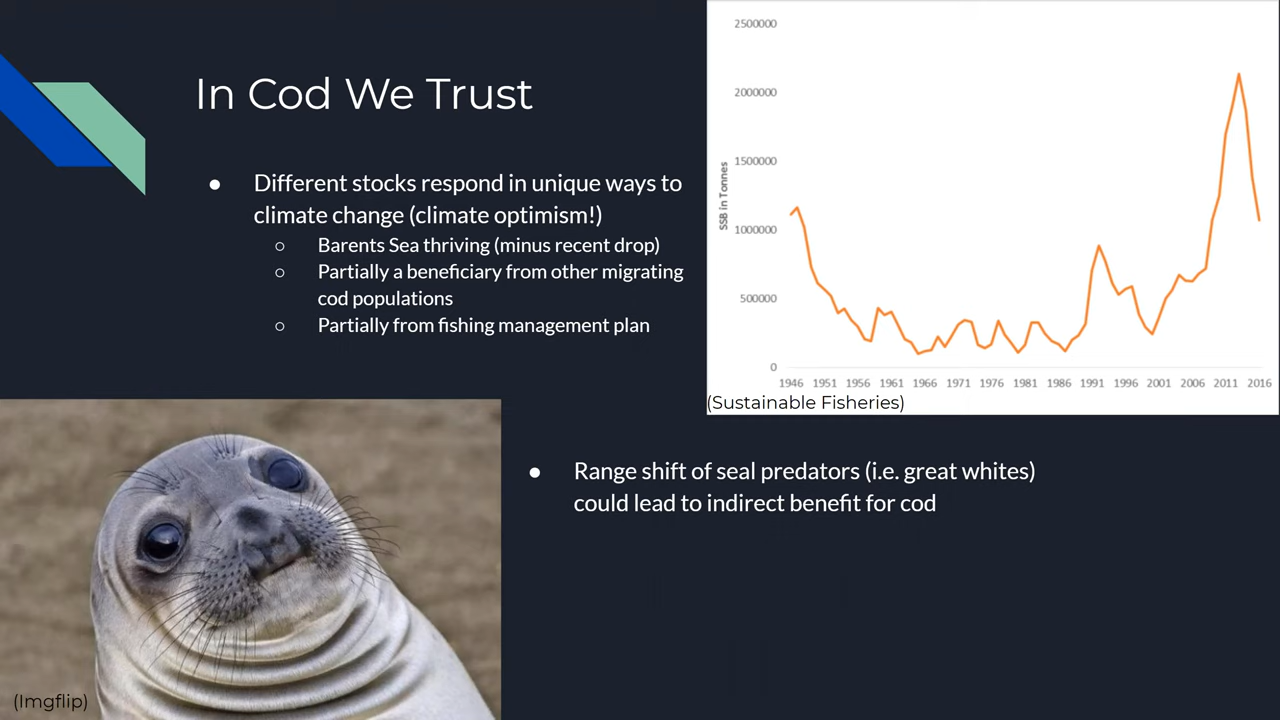 In Cod We Trust
● Different stocks respond in unique ways to
climate change (climate optimism!)
○ Barents Sea thriving (minus recent drop)
○ Partially a beneficiary from other migrating
cod populations
○ Partially from fishing management plan
2500000
2000000
1500000
1000000
500000
0
SSB in Tonnes
1946 1951 1956 1961 1966 1971 1976 1981 1986 1991 1996 2001 2006 2011 2016
(Sustainable Fisheries)
● Range shift of seal predators (i.e. great whites)
could lead to indirect benefit for cod
(Imgflip)